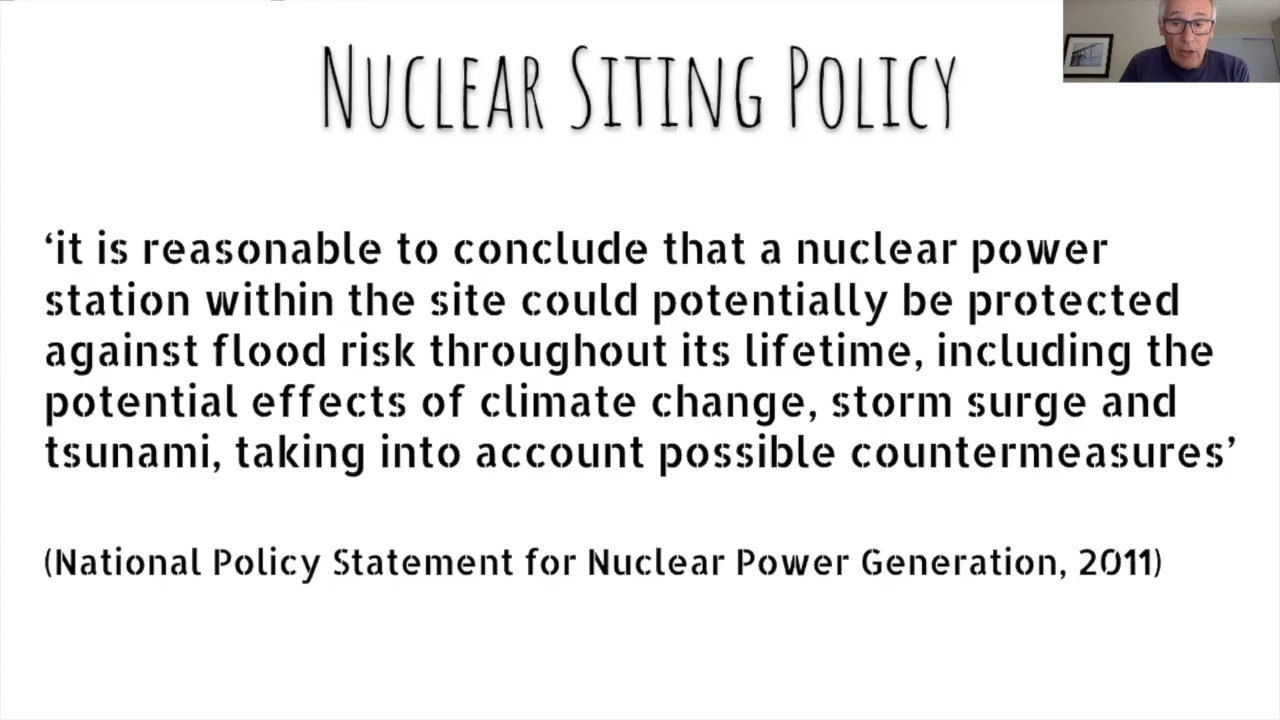 NUCLEAR SITING POLICY
‘it is reasonable to conclude that a nuclear power
station within the site could potentially be protected
against flood risk throughout its lifetime, including the
potential effects of climate change, storm surge and
tsunami, taking into account possible countermeasures’
(National Policy Statement for Nuclear Power Generation, 2011)